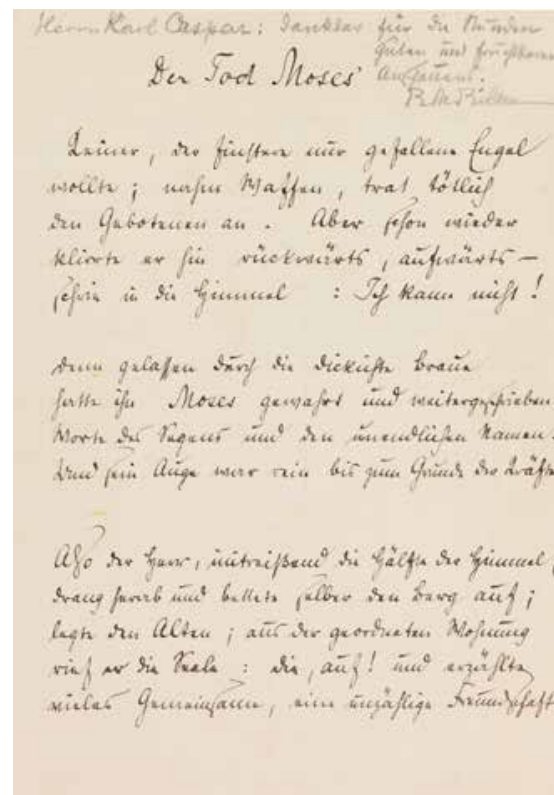 Herrn Karl Caspar: dankbar für die Stunden
guten und fruchtbaren
Anschauens.
R M Rilke
Der Tod Moses
Keiner, der finstere nur gefallene Engel
wollte; nahm Waffen, trat tötlich
den Gebotenen an. Aber schon wieder
klirrte er hin rückwärts, aufwärts –
schrie in die Himmel : Ich kann nicht!
Denn gelassen durch die dickichte Braue
hatte ihn Moses gewahrt und weitergeschrieben:
Worte des Segens und den unendlichen Namen.
Und sein Auge war rein bis zum Grunde der Kräfte
Also der Herr, mitreißend die Hälfte der Himmel,
drang herab und bettete selber den Berg auf;
legte den Alten; aus der geordneten Wohnung
rief er die Seele : die, auf! und erzählte
vieles Gemeinsame, eine unzählige Freundschaft